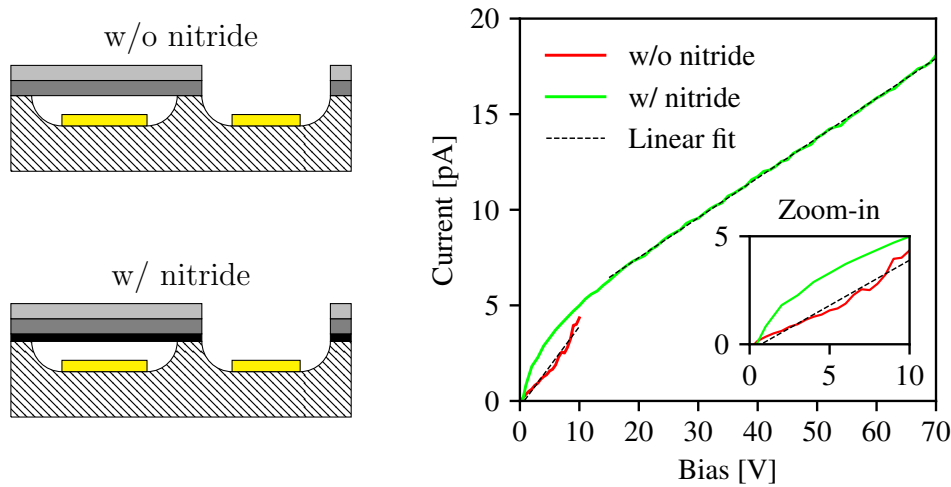 w/o nitride
w/ nitride
Current [pA]
20
15
10
5
0
w/o nitride
w/ nitride
Linear fit
Zoom-in
5
0
0 5 10
0 10 20 30 40 50 60 70
Bias [V]